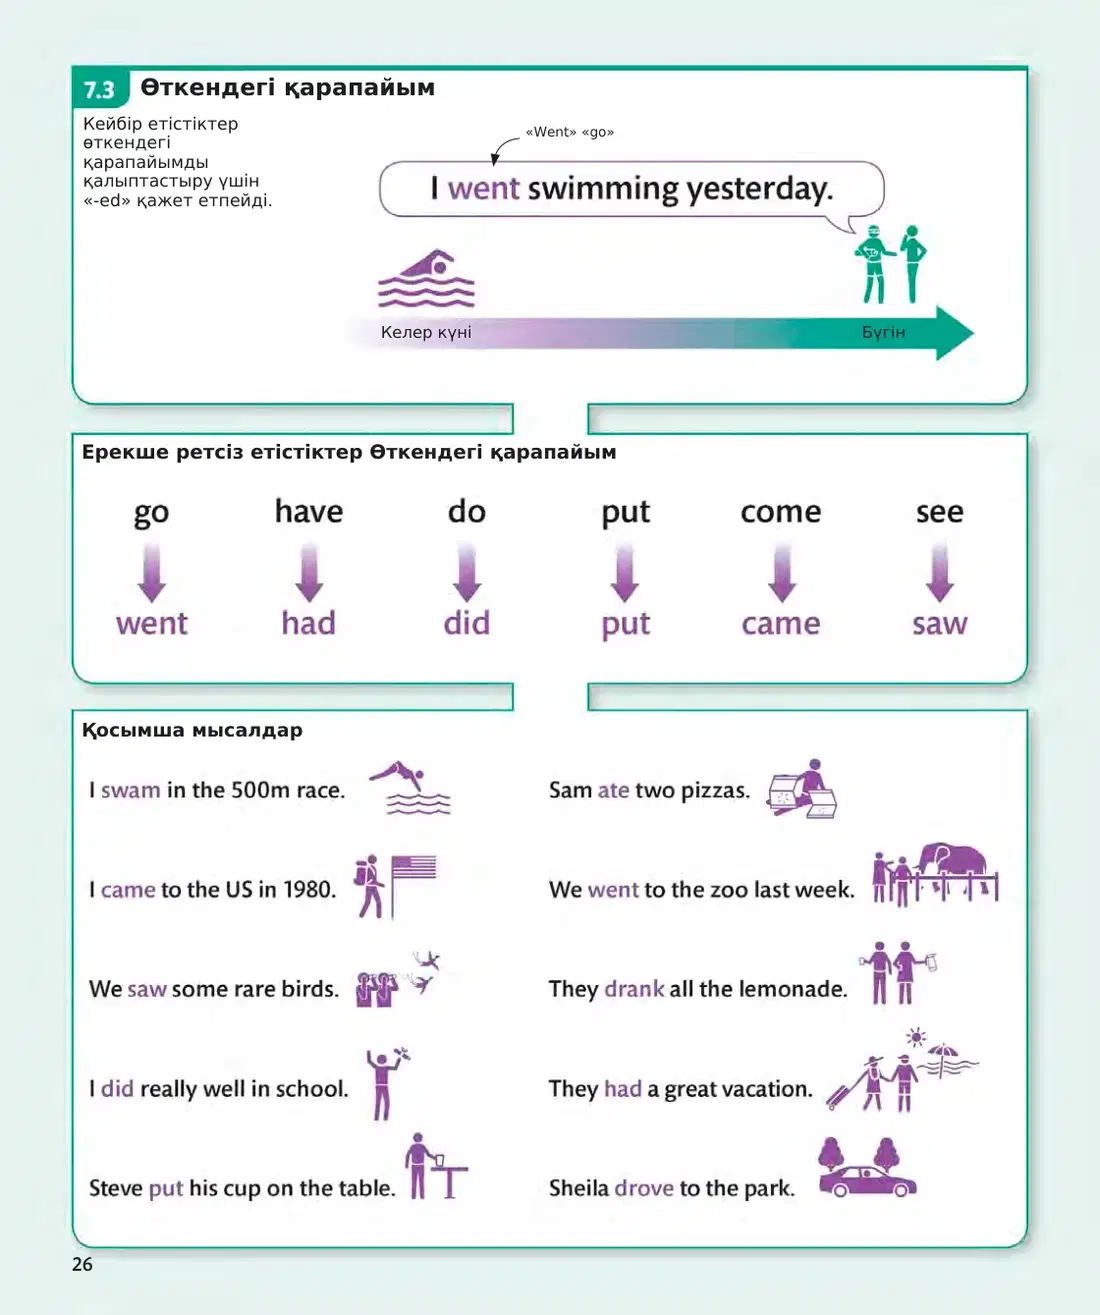 7.3 Өткендегі қарапайым
Кейбір етістіктер
өткендегі
қарапайымды
қалыптастыру үшін
«-ed» қажет етпейді.
«Went» «go»
I went swimming yesterday.
Келер күні
Бүгін
Ерекше ретсіз етістіктер Өткендегі қарапайым
go have do put come see
went had did put came saw
Қосымша мысалдар
I swam in the 500m race.
Sam ate two pizzas.
I came to the US in 1980.
We went to the zoo last week.
We saw some rare birds.
They drank all the lemonade.
I did really well in school.
They had a great vacation.
Steve put his cup on the table.
Sheila drove to the park.
26